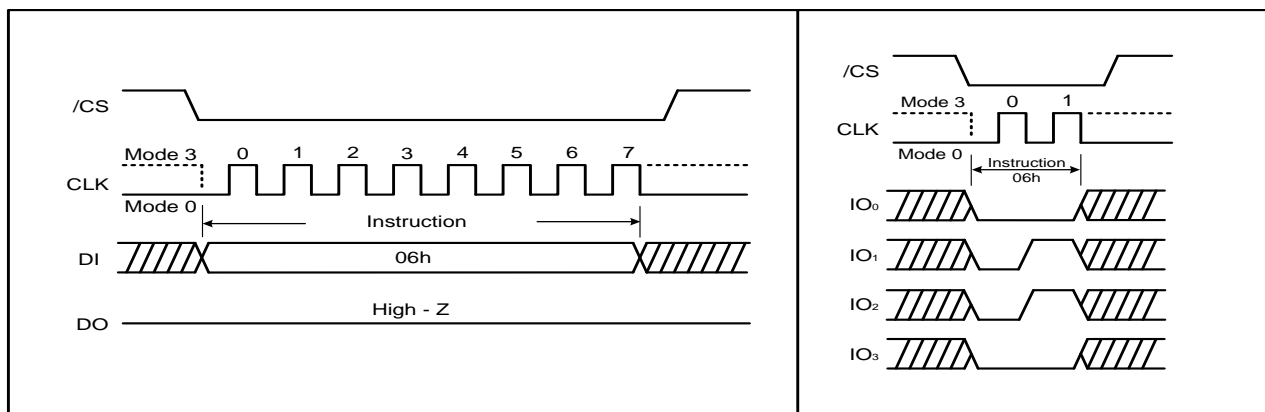 /CS
Mode 3
0 1 2 3 4 5 6 7
CLK
Mode 0
Instruction
DI
06h
High - Z
DO
/CS
Mode 3
0 1
CLK
Mode 0
Instruction
06h
IO₀
IO₁
IO₂
IO₃